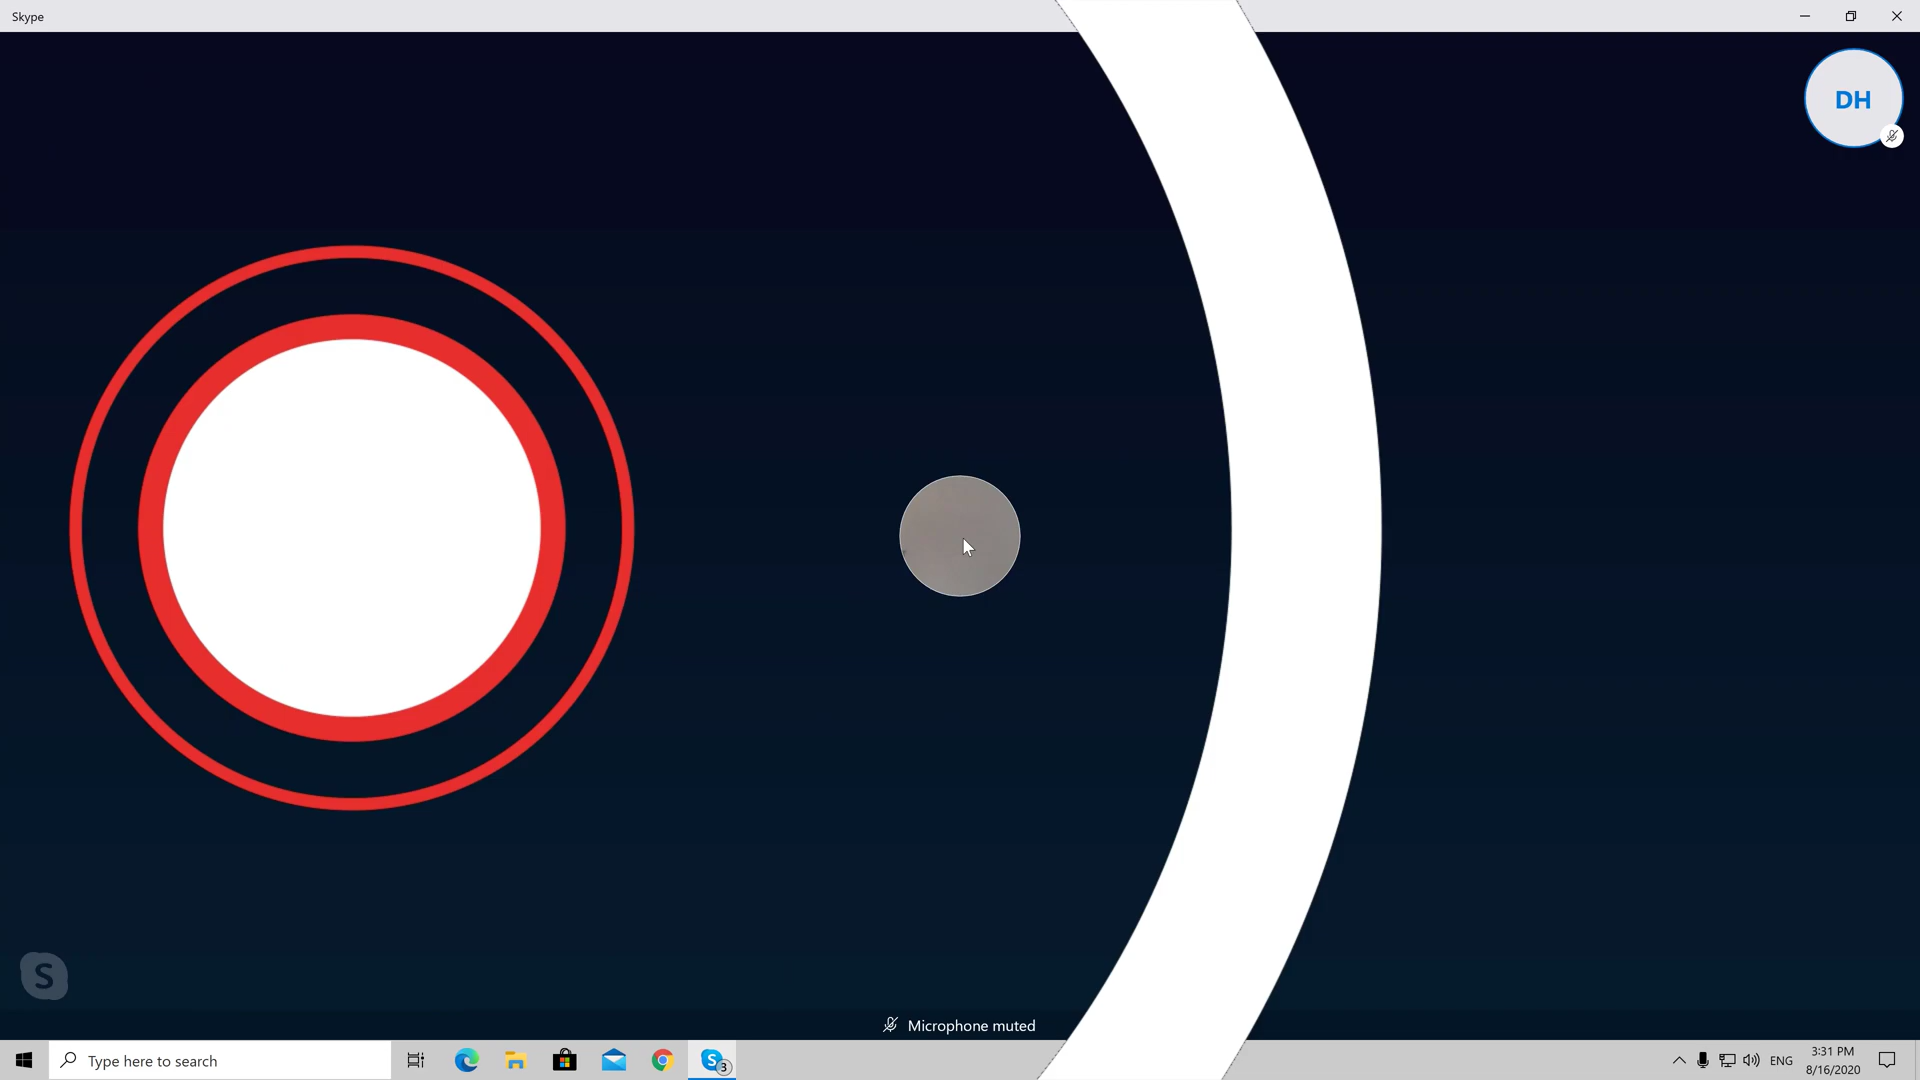 Skype
DH
S
Microphone muted
Type here to search
S
3
ENG
3:31 PM
8/16/2020